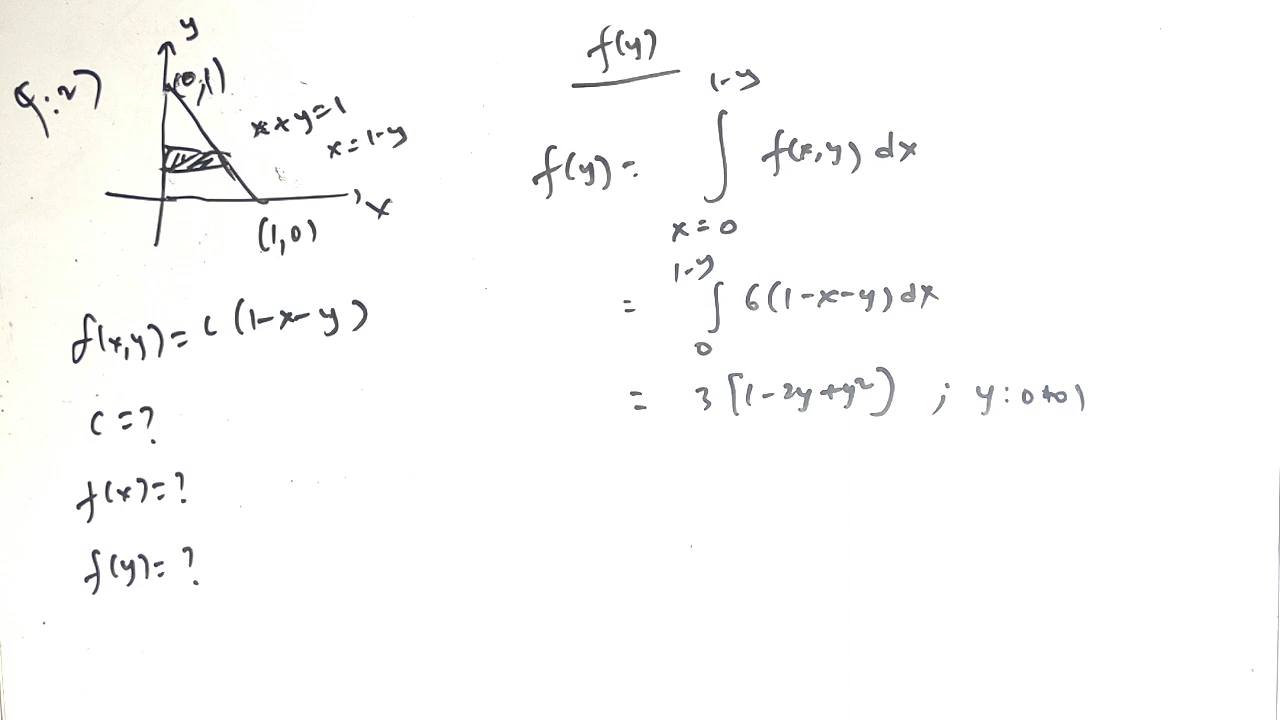 Q:2)
y
(0,1)
x+y=1
x=1-y
x
(1,0)
f(x,y)= c (1-x-y)
c=?
f(x)=?
f(y)=?
f(y)
f(y)= ∫_{x=0}^{1-y} f(x,y) dx
= ∫_{0}^{1-y} 6(1-x-y) dx
= 3 [1-2y+y²) ; y:0 to 1